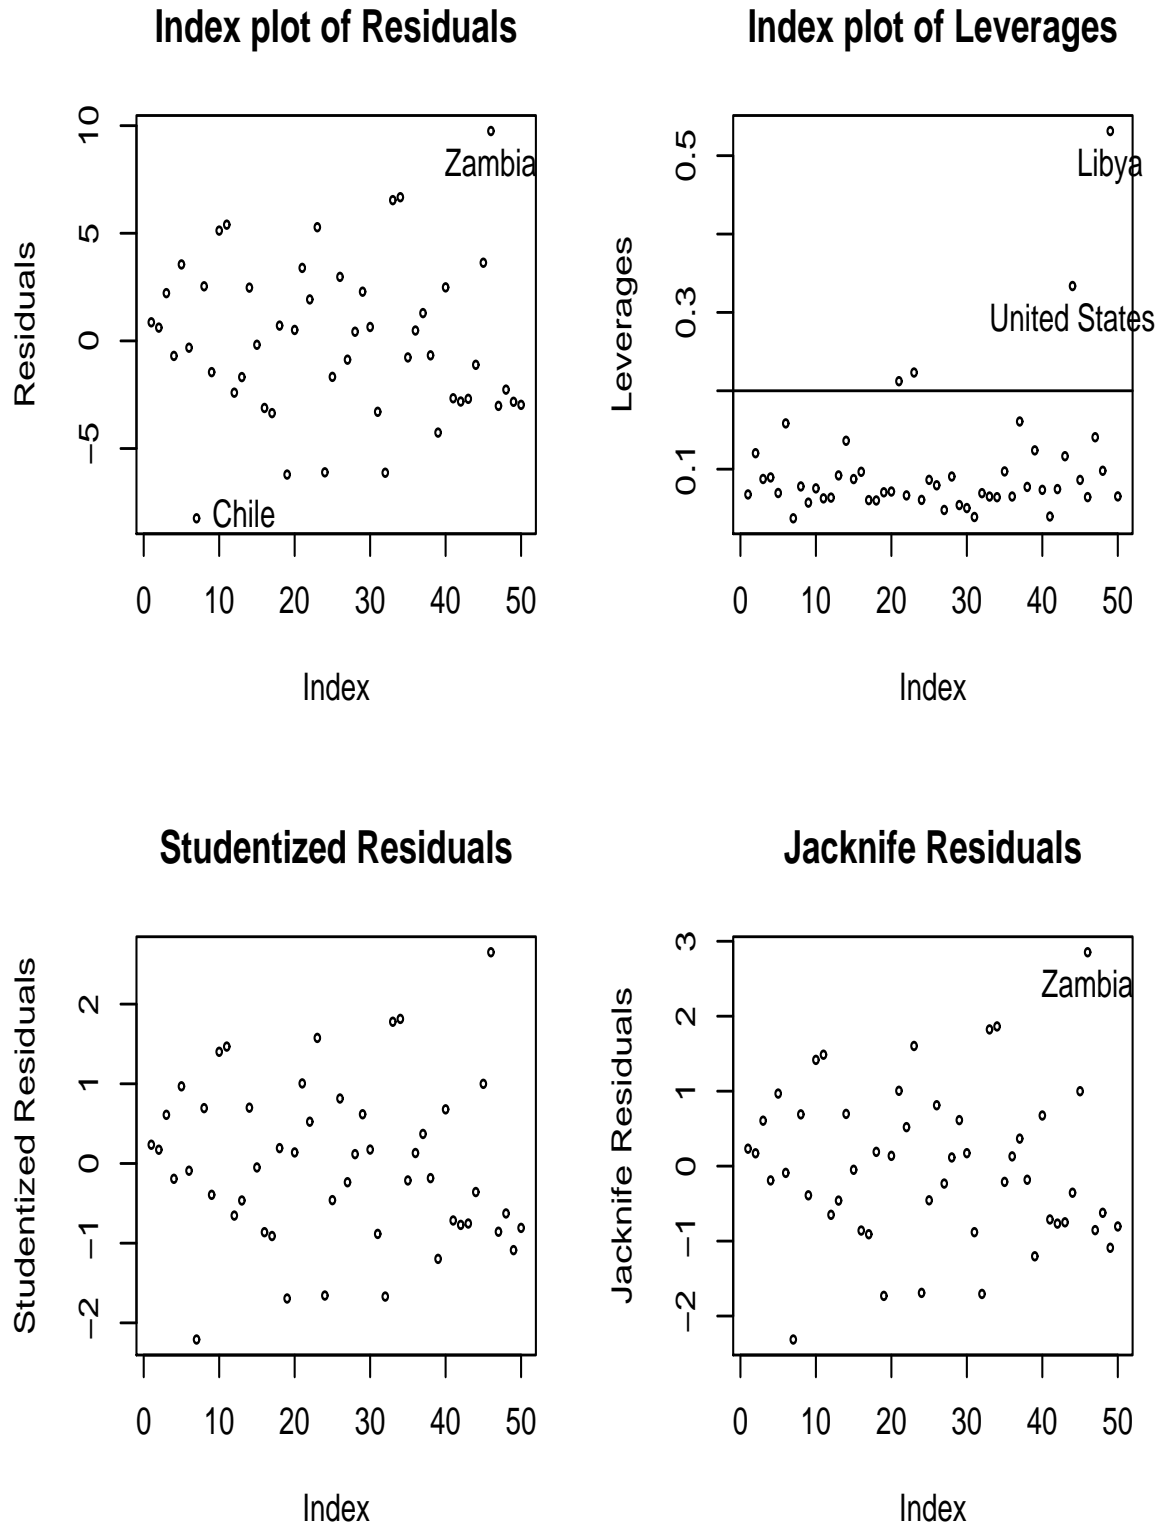 Index plot of Residuals
Residuals
10
5
0
−5
Zambia
Chile
0 10 20 30 40 50
Index
Index plot of Leverages
Leverages
0.5
0.3
0.1
Libya
United States
0 10 20 30 40 50
Index
Studentized Residuals
Studentized Residuals
2
1
0
−1
−2
0 10 20 30 40 50
Index
Jacknife Residuals
Jacknife Residuals
3
2
1
0
−1
−2
Zambia
0 10 20 30 40 50
Index